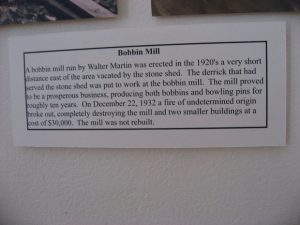 Bobbin Mill
A bobbin mill run by Walter Martin was erected in the 1920's a very short
distance east of the area vacated by the stone shed. The derrick that had
served the stone shed was put to work at the bobbin mill. The mill proved
to be a prosperous business, producing both bobbins and bowling pins for
roughly ten years. On December 22, 1932 a fire of undetermined origin
broke out, completely destroying the mill and two smaller buildings at a
cost of $30,000. The mill was not rebuilt.